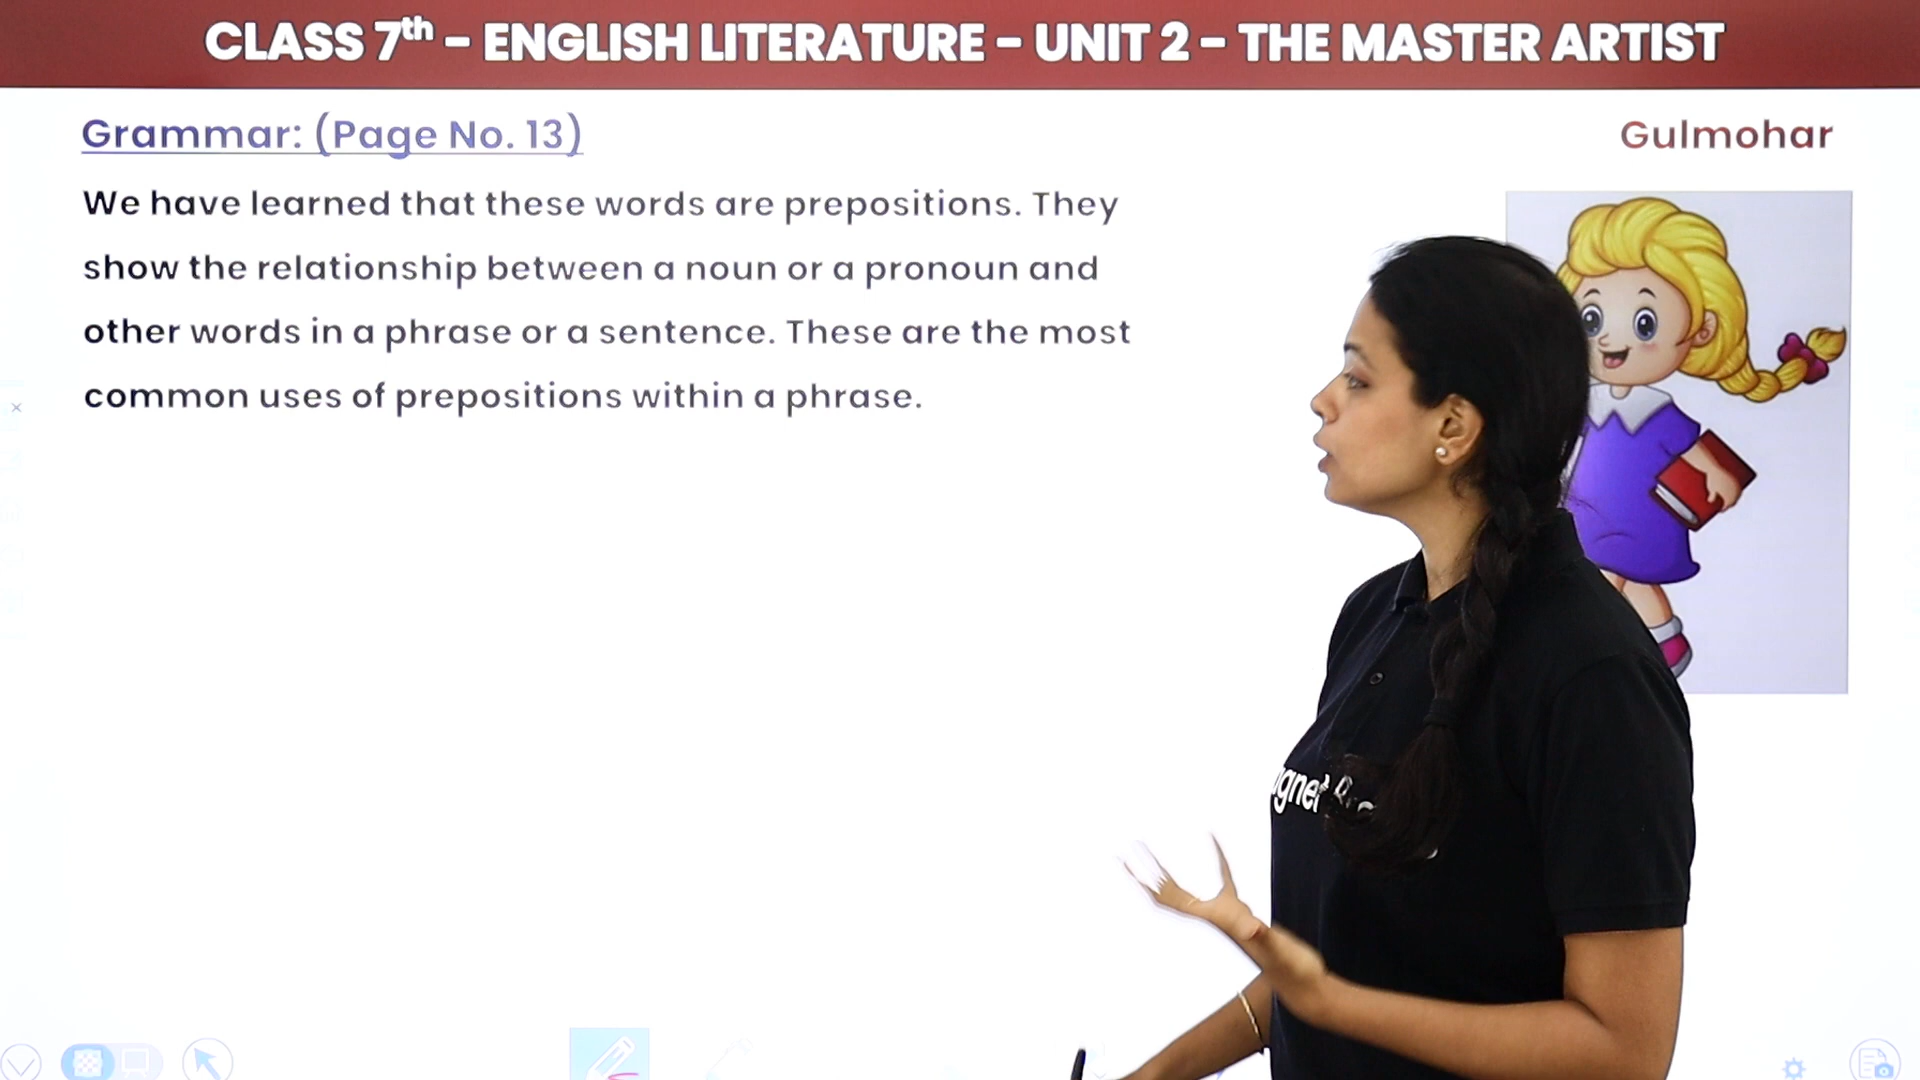 CLASS 7th - ENGLISH LITERATURE - UNIT 2 - THE MASTER ARTIST
Grammar: (Page No. 13)
Gulmohar
We have learned that these words are prepositions. They
show the relationship between a noun or a pronoun and
other words in a phrase or a sentence. These are the most
common uses of prepositions within a phrase.